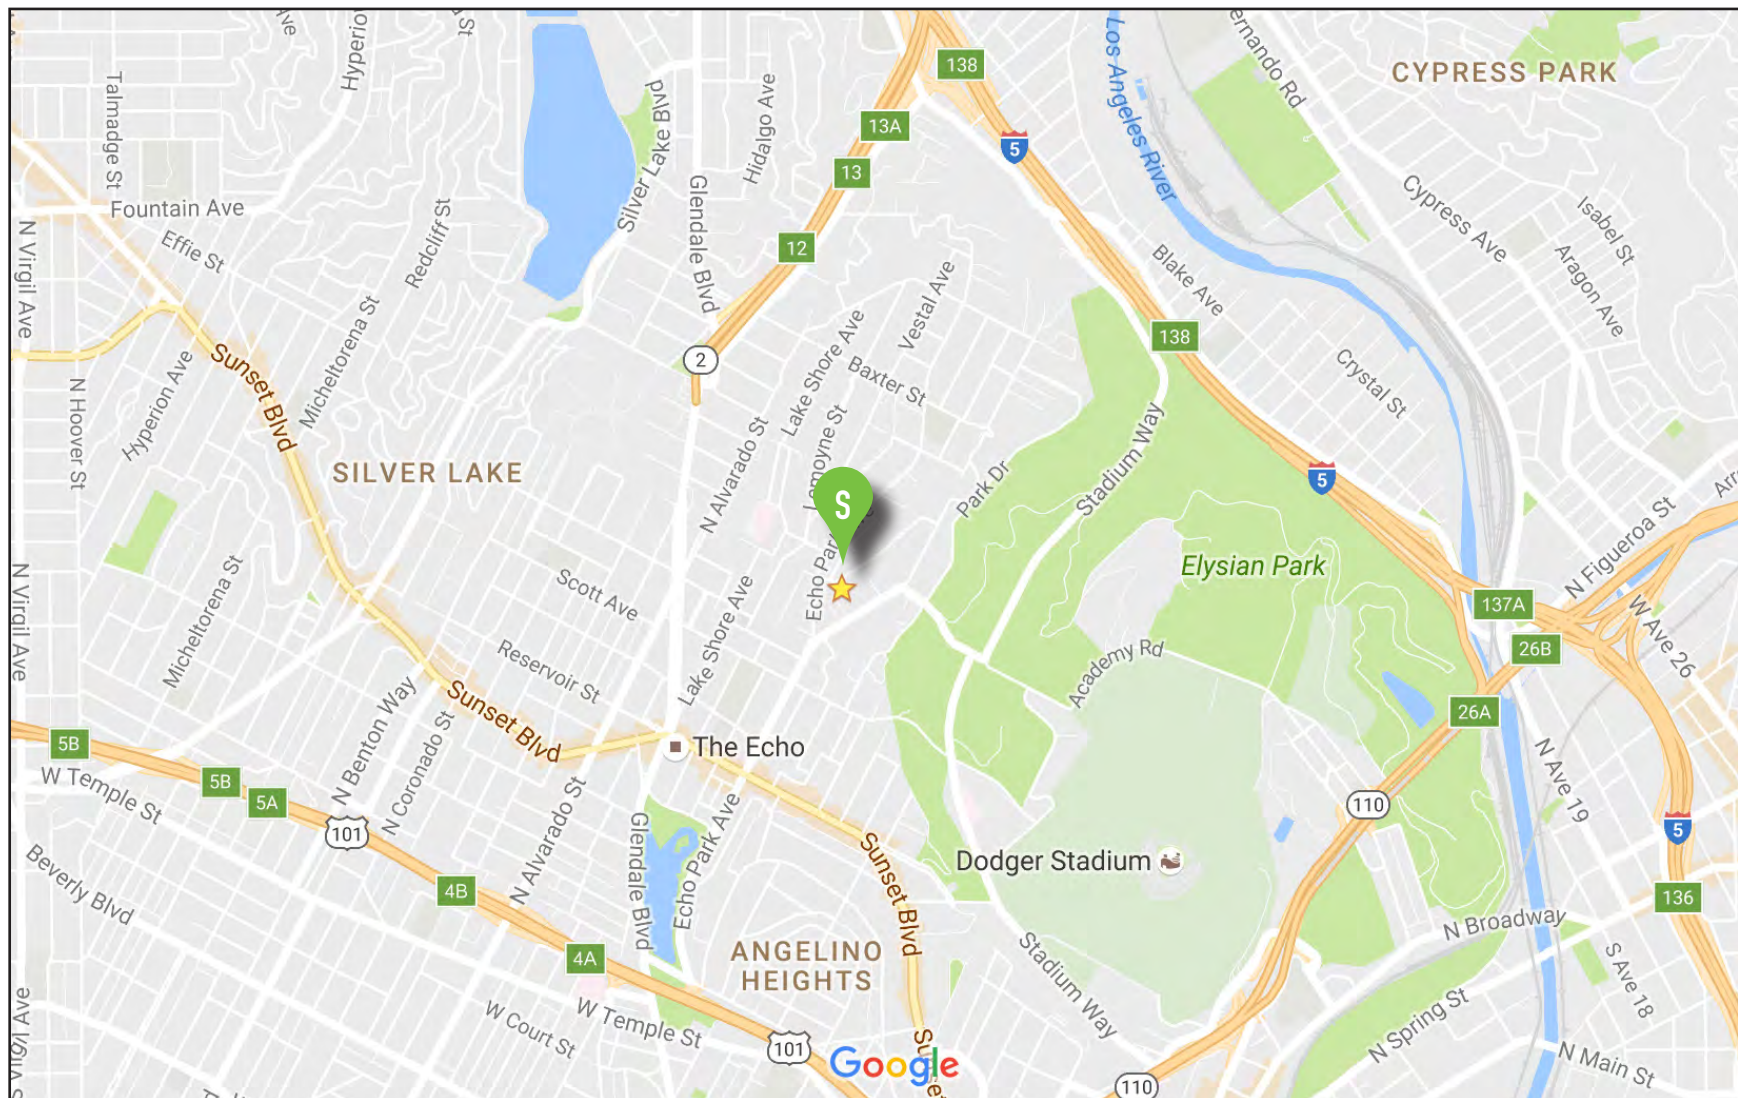 Hyperion
St
138
CYPRESS PARK
Talmadge St
Silver Lake Blvd
Hidalgo Ave
13A
5
Los Angeles River
13
Fountain Ave
Glendale Blvd
Cypress Ave
Isabel St
N Virgil Ave
Effie St
Redcliff St
12
Blake Ave
Aragon Ave
Vestal Ave
138
Micheltorena St
Lake Shore Ave
2
Baxter St
Crystal St
Sunset Blvd
Hyperion Ave
N Hoover St
SILVER LAKE
N Alvarado St
Lemoyne St
Stadium Way
Park Dr
5
S
N Figueroa St
Elysian Park
N Virgil Ave
Micheltorena St
Scott Ave
Lake Shore Ave
Echo Park
137A
26B
W Ave 26
Reservoir St
Academy Rd
Sunset Blvd
26A
5B
The Echo
N Benton Way
N Coronado St
N Ave 19
W Temple St
5B
5A
101
N Alvarado St
Glendale Blvd
Echo Park Ave
110
5
Beverly Blvd
Sunset Blvd
Dodger Stadium
4B
136
N Broadway
4A
ANGELINO
HEIGHTS
Stadium Way
S Ave 18
W Court St
W Temple St
101
Google
N Spring St
N Main St
110